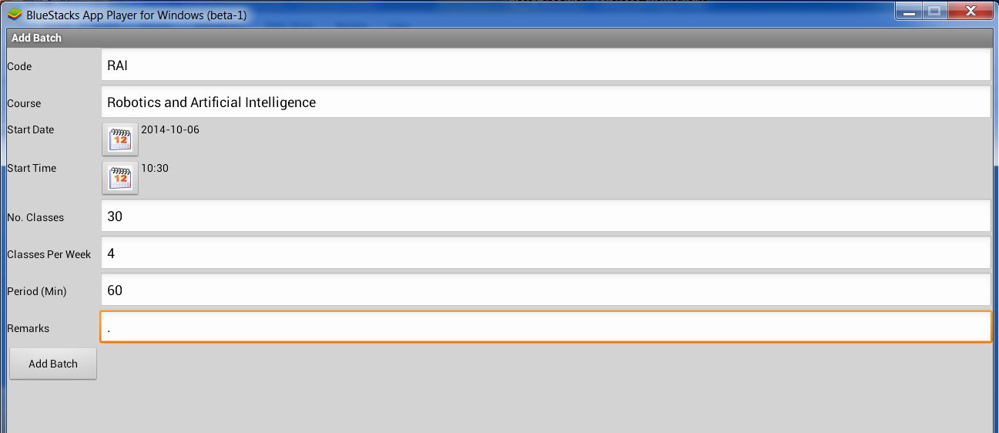 BlueStacks App Player for Windows (beta-1)
Add Batch
Code RAI
Course Robotics and Artificial Intelligence
Start Date 12 2014-10-06
Start Time 12 10:30
No. Classes 30
Classes Per Week 4
Period (Min) 60
Remarks .
Add Batch